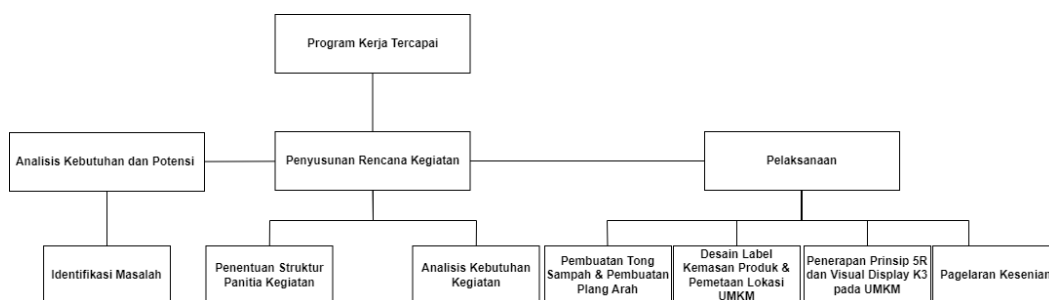 Program Kerja Tercapai
Analisis Kebutuhan dan Potensi
Penyusunan Rencana Kegiatan
Pelaksanaan
Identifikasi Masalah
Penentuan Struktur
Panitia Kegiatan
Analisis Kebutuhan
Kegiatan
Pembuatan Tong
Sampah & Pembuatan
Plang Arah
Desain Label
Kemasan Produk &
Pemetaan Lokasi
UMKM
Penerapan Prinsip 5R
dan Visual Display K3
pada UMKM
Pagelaran Kesenian